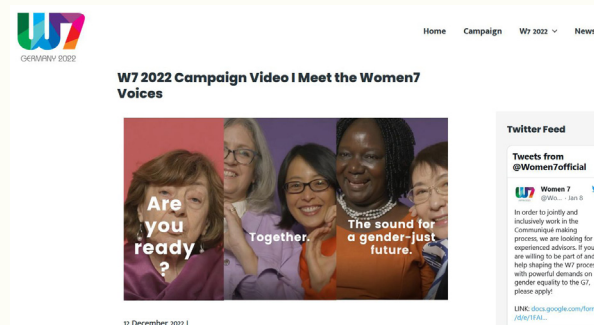 W7
GERMANY 2022
Home Campaign W7 2022 News
W7 2022 Campaign Video I Meet the Women7
Voices
Are
you
ready
?
Together.
The sound for
a gender-just
future.
12 December 2022 |
Twitter Feed
Tweets from
@Women7official
Women 7
@Wo... · Jan 8
In order to jointly and
inclusively work in the
Communiqué making
process, we are looking for
experienced advisors. If you
are willing to be part of and
help shaping the W7 process
with powerful demands on
gender equality to the G7,
please apply!
LINK: docs.google.com/form
/d/e/1FAI...